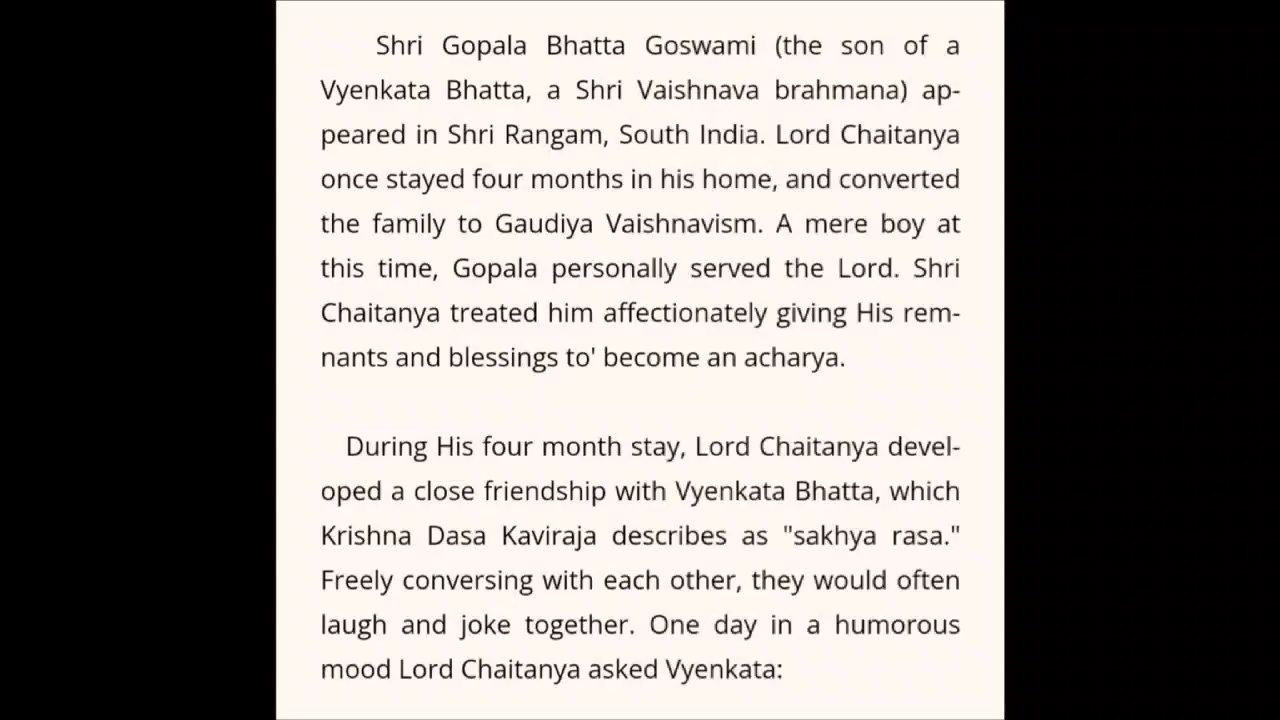 Shri Gopala Bhatta Goswami (the son of a
Vyenkata Bhatta, a Shri Vaishnava brahmana) ap-
peared in Shri Rangam, South India. Lord Chaitanya
once stayed four months in his home, and converted
the family to Gaudiya Vaishnavism. A mere boy at
this time, Gopala personally served the Lord. Shri
Chaitanya treated him affectionately giving His rem-
nants and blessings to' become an acharya.
During His four month stay, Lord Chaitanya devel-
oped a close friendship with Vyenkata Bhatta, which
Krishna Dasa Kaviraja describes as "sakhya rasa."
Freely conversing with each other, they would often
laugh and joke together. One day in a humorous
mood Lord Chaitanya asked Vyenkata: